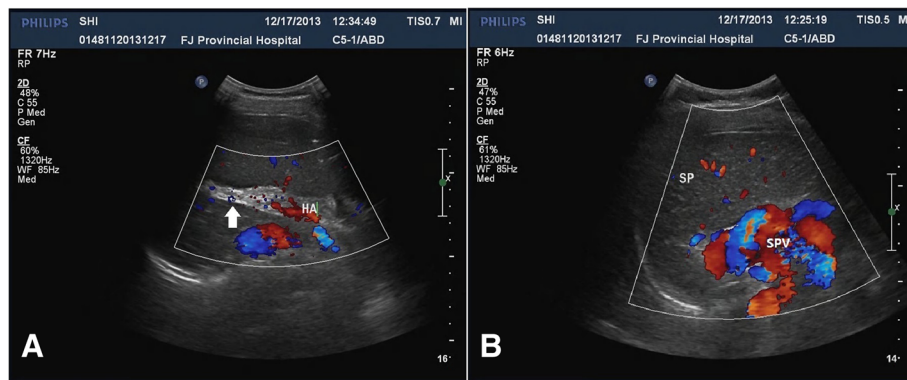 PHILIPS SHI 12/17/2013 12:34:49 TIS0.7 MI
01481120131217 FJ Provincial Hospital C5-1/ABD
FR 7Hz
RP
2D
48%
C 55
P Med
Gen
CF
60%
1320Hz
WF 85Hz
Med
P
X
HA
16
A
PHILIPS SHI 12/17/2013 12:25:19 TIS0.5 MI
01481120131217 FJ Provincial Hospital C5-1/ABD
FR 6Hz
RP
2D
47%
C 55
P Med
Gen
CF
61%
1320Hz
WF 85Hz
Med
P
SP
X
SPV
14
B